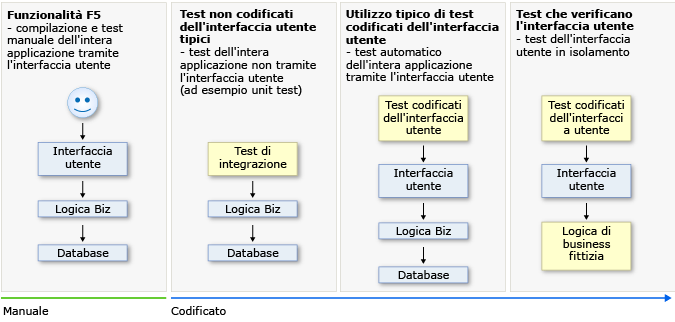 Funzionalità F5
- compilazione e test
manuale dell'intera
applicazione tramite
l'interfaccia utente
Interfaccia
utente
Logica Biz
Database
Test non codificati
dell'interfaccia utente
tipici
- test dell'intera
applicazione non tramite
l'interfaccia utente
(ad esempio unit test)
Test di
integrazione
Logica Biz
Database
Utilizzo tipico di test
codificati dell'interfaccia
utente
- test automatico
dell'intera applicazione
tramite l'interfaccia utente
Test codificati
dell'interfaccia
utente
Interfaccia
utente
Logica Biz
Database
Test che verificano
l'interfaccia utente
- test dell'interfaccia
utente in isolamento
Test codificati
dell'interfacci
a utente
Interfaccia
utente
Logica di
business
fittizia
Manuale
Codificato